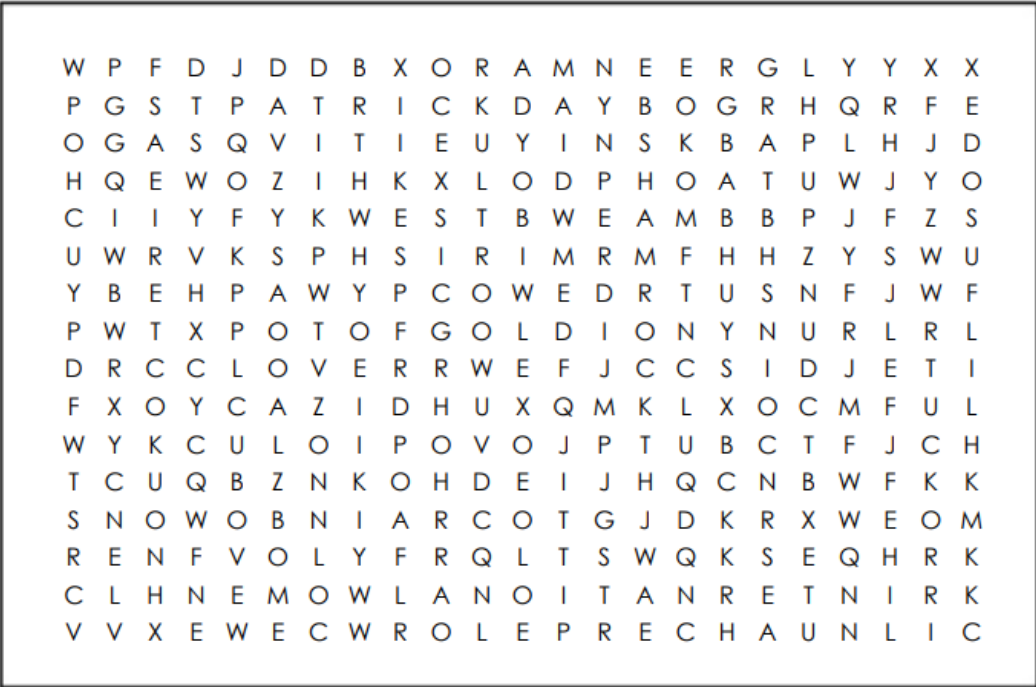 W P F D J D D B X O R A M N E E R G L Y Y X X
P G S T P A T R I C K D A Y B O G R H Q R F E
O G A S Q V I T I E U Y I N S K B A P L H J D
H Q E W O Z I H K X L O D P H O A T U W J Y O
C I I Y F Y K W E S T B W E A M B B P J F Z S
U W R V K S P H S I R I M R M F H H Z Y S W U
Y B E H P A W Y P C O W E D R T U S N F J W F
P W T X P O T O F G O L D I O N Y N U R L R L
D R C C L O V E R R W E F J C C S I D J E T I
F X O Y C A Z I D H U X Q M K L X O C M F U L
W Y K C U L O I P O V O J P T U B C T F J C H
T C U Q B Z N K O H D E I J H Q C N B W F K K
S N O W O B N I A R C O T G J D K R X W E O M
R E N F V O L Y F R Q L T S W Q K S E Q H R K
C L H N E M O W L A N O I T A N R E T N I R K
V V X E W E C W R O L E P R E C H A U N L I C